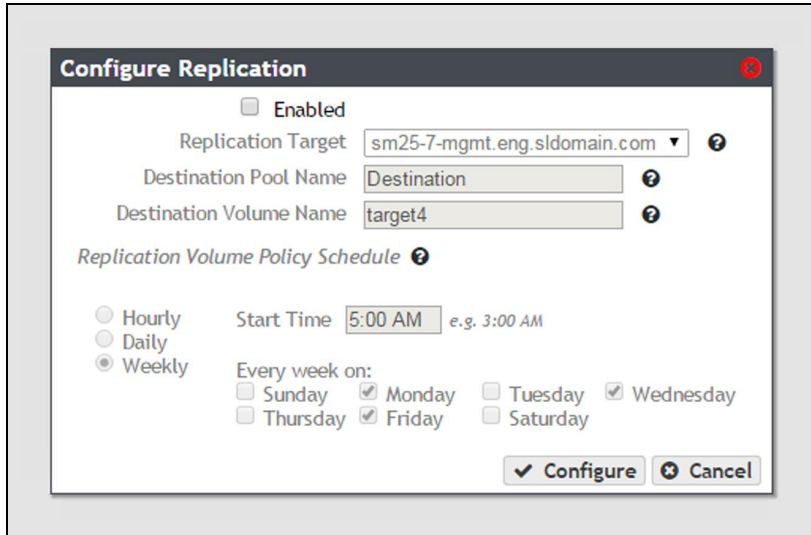 Configure Replication
Enabled
Replication Target sm25-7-mgmt.eng.sldomain.com
Destination Pool Name Destination
Destination Volume Name target4
Replication Volume Policy Schedule
Hourly Start Time 5:00 AM e.g. 3:00 AM
Daily
Weekly
Every week on:
Sunday Monday Tuesday Wednesday
Thursday Friday Saturday
Configure Cancel